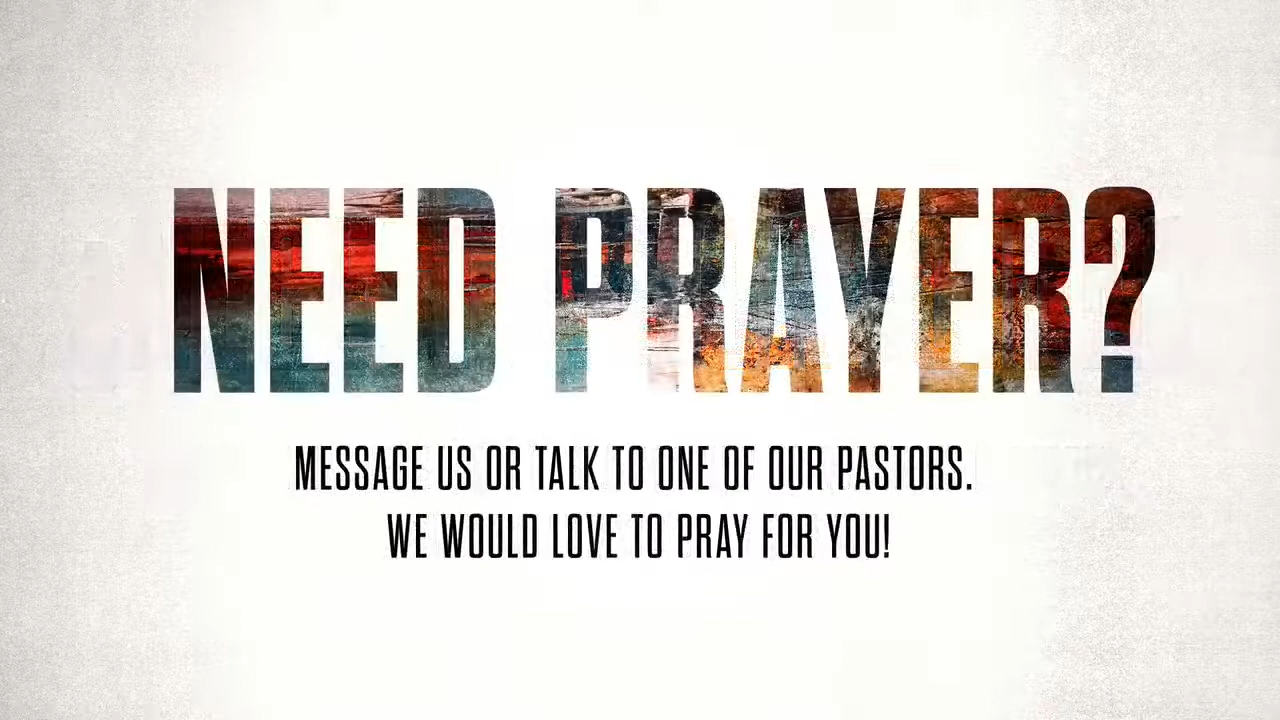 NEED PRAYER?
MESSAGE US OR TALK TO ONE OF OUR PASTORS.
WE WOULD LOVE TO PRAY FOR YOU!